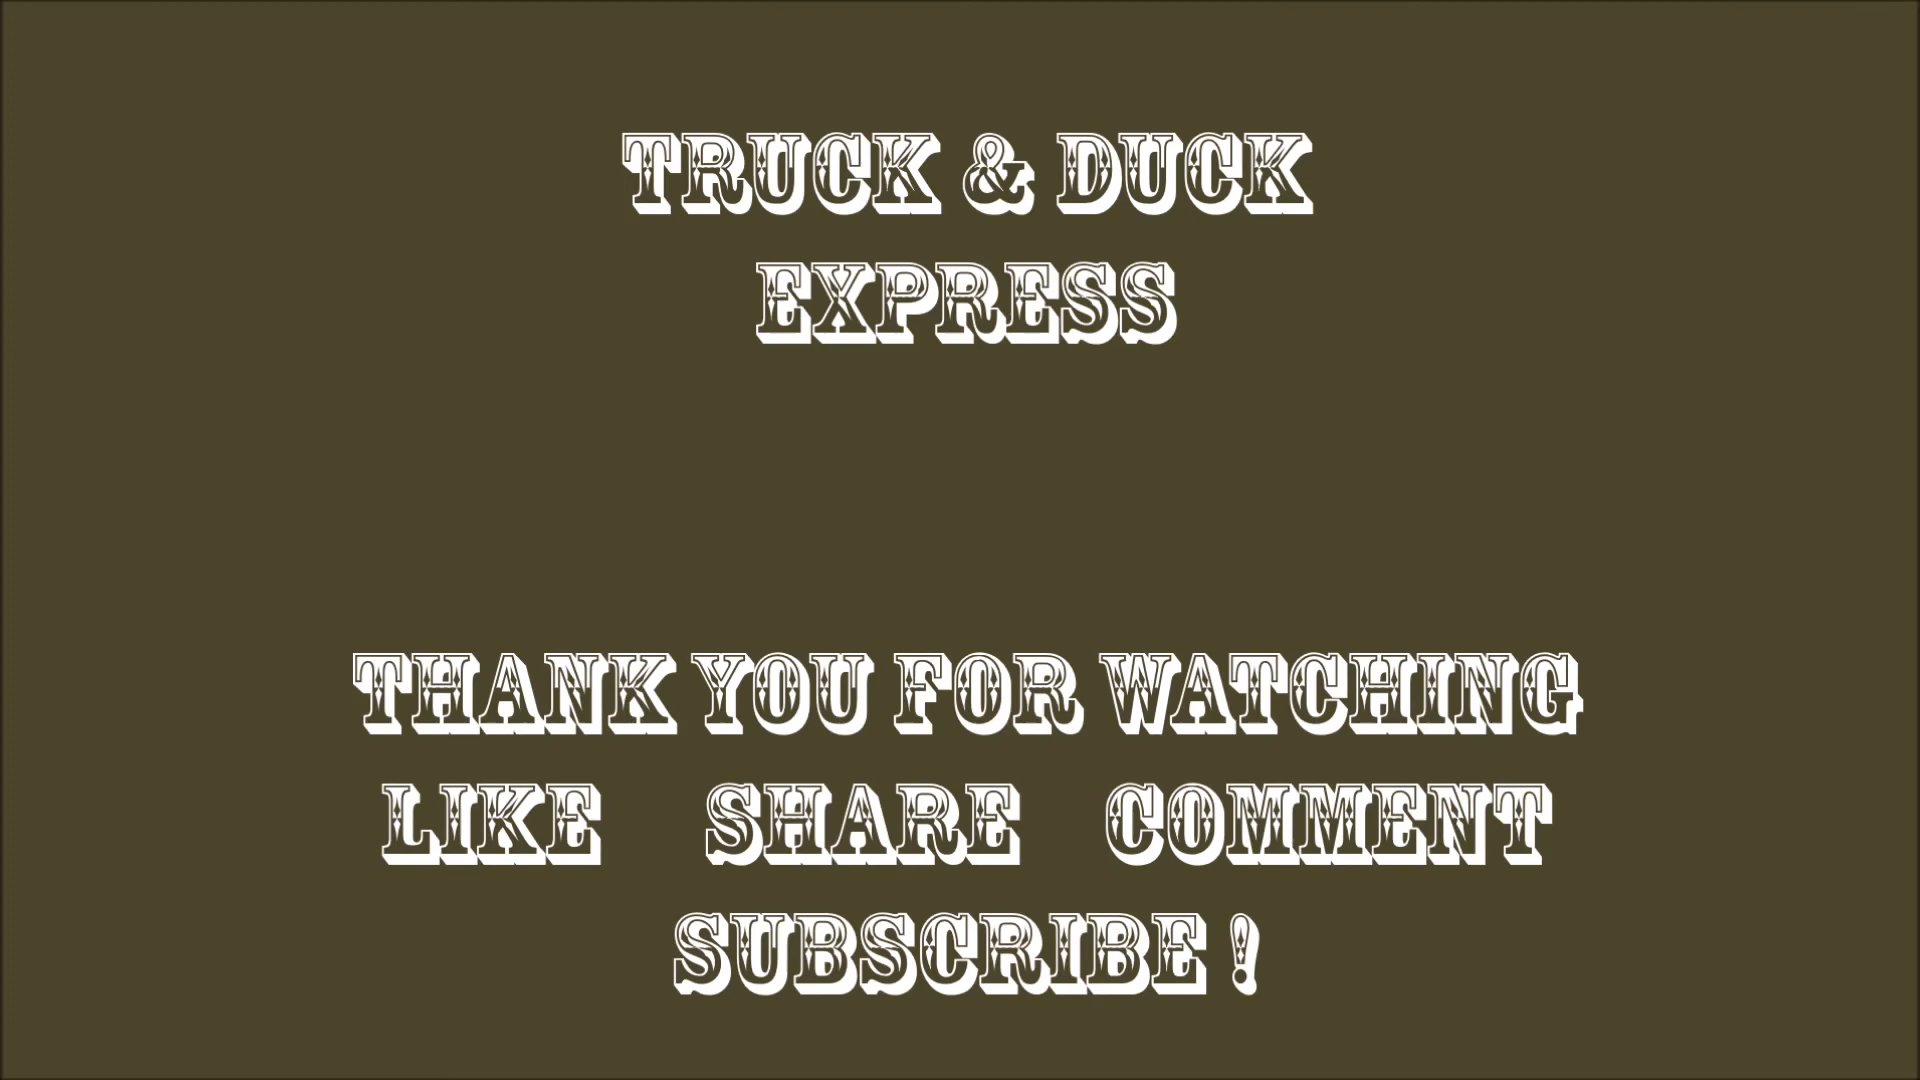 TRUCK & DUCK
EXPRESS
THANK YOU FOR WATCHING
LIKE SHARE COMMENT
SUBSCRIBE !